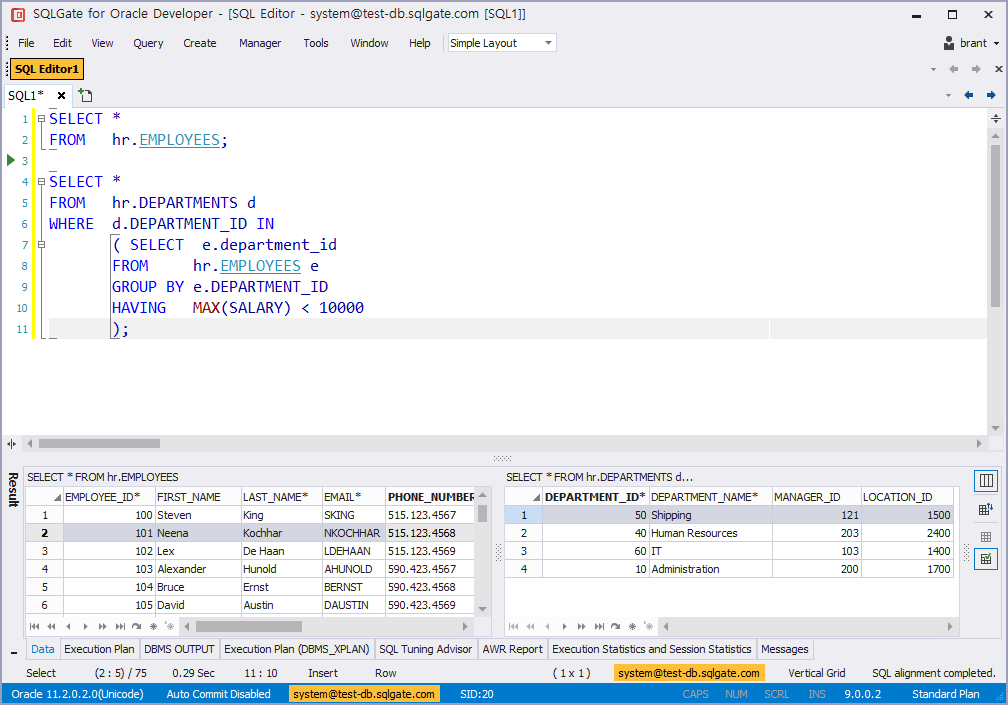 SQLGate for Oracle Developer - [SQL Editor - system@test-db.sqlgate.com [SQL1]]
File Edit View Query Create Manager Tools Window Help Simple Layout brant
SQL Editor1
SQL1*
1 SELECT *
2 FROM hr.EMPLOYEES;
3
4 SELECT *
5 FROM hr.DEPARTMENTS d
6 WHERE d.DEPARTMENT_ID IN
7 ( SELECT e.department_id
8 FROM hr.EMPLOYEES e
9 GROUP BY e.DEPARTMENT_ID
10 HAVING MAX(SALARY) < 10000
11 );
Result
SELECT * FROM hr.EMPLOYEES
EMPLOYEE_ID* FIRST_NAME LAST_NAME* EMAIL* PHONE_NUMBER
1 100 Steven King SKING 515.123.4567
2 101 Neena Kochhar NKOCHHAR 515.123.4568
3 102 Lex De Haan LDEHAAN 515.123.4569
4 103 Alexander Hunold AHUNOLD 590.423.4567
5 104 Bruce Ernst BERNST 590.423.4568
6 105 David Austin DAUSTIN 590.423.4569
SELECT * FROM hr.DEPARTMENTS d...
DEPARTMENT_ID* DEPARTMENT_NAME* MANAGER_ID LOCATION_ID
1 50 Shipping 121 1500
2 40 Human Resources 203 2400
3 60 IT 103 1400
4 10 Administration 200 1700
Data Execution Plan DBMS OUTPUT Execution Plan (DBMS_XPLAN) SQL Tuning Advisor AWR Report Execution Statistics and Session Statistics Messages
Select (2 : 5) / 75 0.29 Sec 11 : 10 Insert Row ( 1 x 1 ) system@test-db.sqlgate.com Vertical Grid SQL alignment completed.
Oracle 11.2.0.2.0(Unicode) Auto Commit Disabled system@test-db.sqlgate.com SID:20 CAPS NUM SCRL INS 9.0.0.2 Standard Plan